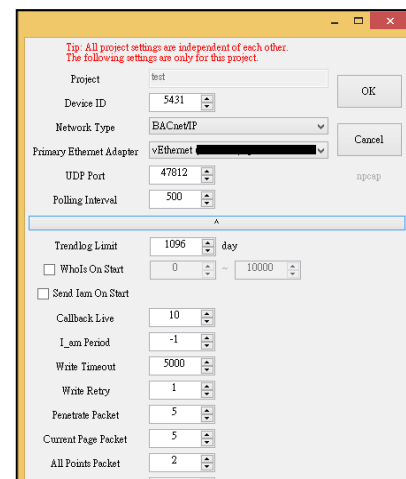 Tip: All project settings are independent of each other.
The following settings are only for this project.
Project test
OK
Device ID 5431
Network Type BACnet/IP
Cancel
Primary Ethernet Adapter vEthernet
UDP Port 47812
npcap
Polling Interval 500
^
Trendlog Limit 1096 day
WhoIs On Start 0 ~ 10000
Send Iam On Start
Callback Live 10
I_am Period -1
Write Timeout 5000
Write Retry 1
Penetrate Packet 5
Current Page Packet 5
All Points Packet 2